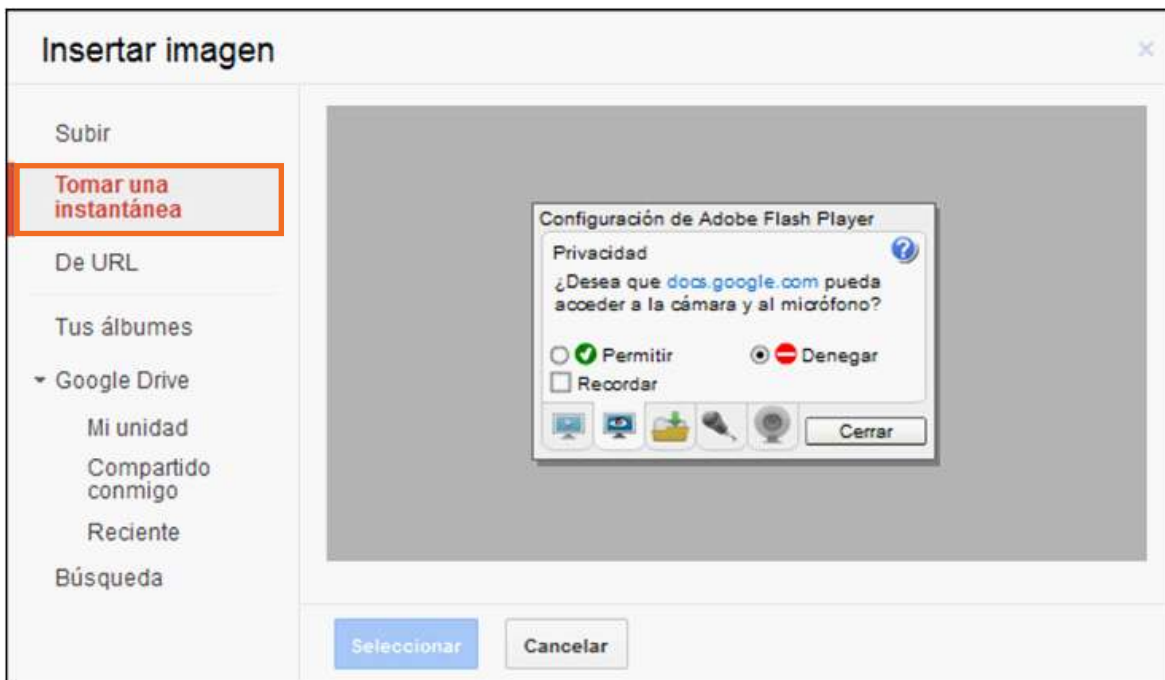 Insertar imagen
Subir
Tomar una
instantánea
De URL
Tus álbumes
Google Drive
Mi unidad
Compartido
conmigo
Reciente
Búsqueda
Configuración de Adobe Flash Player
Privacidad
¿Desea que docs.google.com pueda
acceder a la cámara y al micrófono?
Permitir Denegar
Recordar
Cerrar
Seleccionar Cancelar